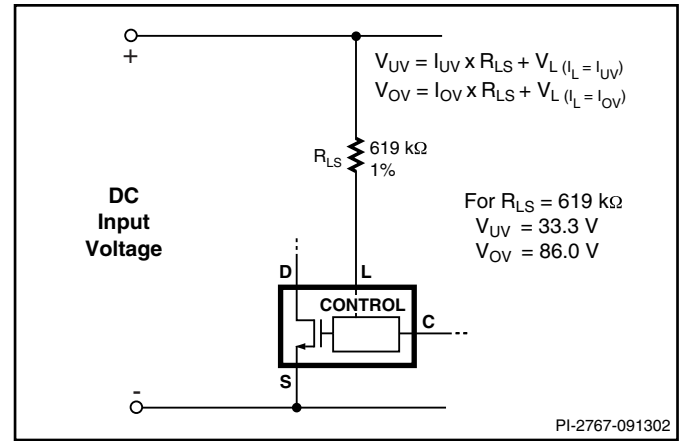 +
V_UV = I_UV x R_LS + V_L (I_L = I_UV)
V_OV = I_OV x R_LS + V_L (I_L = I_OV)
R_LS
619 kΩ
1%
DC
Input
Voltage
For R_LS = 619 kΩ
V_UV = 33.3 V
V_OV = 86.0 V
D
L
CONTROL
C
S
-
PI-2767-091302